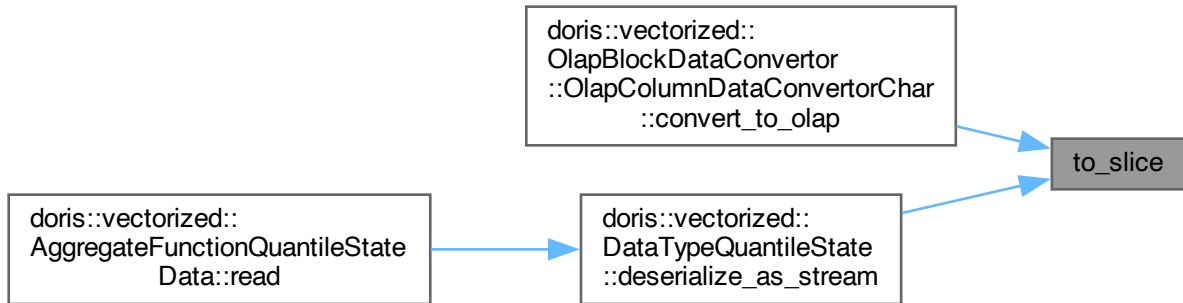 doris::vectorized::
OlapBlockDataConvertor
::OlapColumnDataConvertorChar
::convert_to_olap
to_slice
doris::vectorized::
AggregateFunctionQuantileState
Data::read
doris::vectorized::
DataTypeQuantileState
::deserialize_as_stream